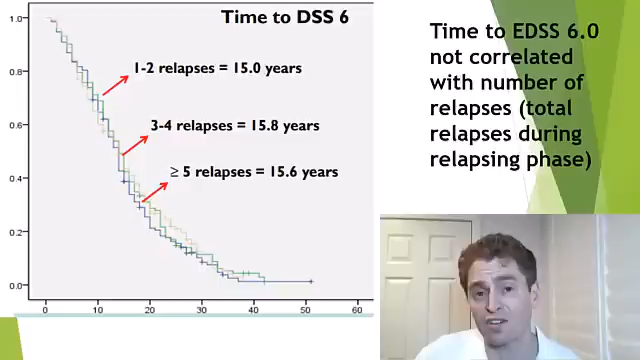 Time to DSS 6
1-2 relapses = 15.0 years
3-4 relapses = 15.8 years
≥ 5 relapses = 15.6 years
1.0
0.8
0.6
0.4
0.2
0.0
0 10 20 30 40 50 60
Time to EDSS 6.0
not correlated
with number of
relapses (total
relapses during
relapsing phase)